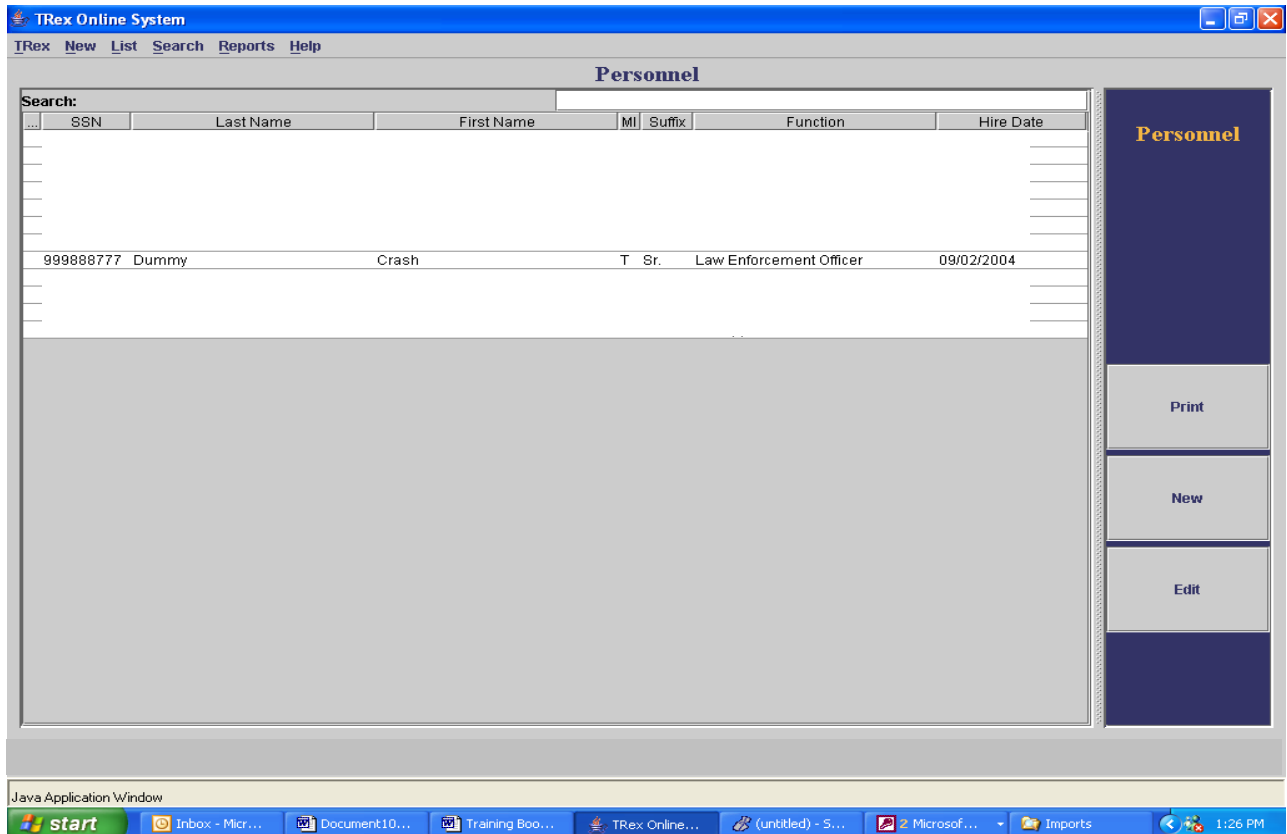 TRex Online System
TRex New List Search Reports Help
Personnel
Search:
... SSN Last Name First Name MI Suffix Function Hire Date
999888777 Dummy Crash T Sr. Law Enforcement Officer 09/02/2004
Personnel
Print
New
Edit
Java Application Window
start Inbox - Micr... Document10... Training Boo... TRex Online... (untitled) - S... 2 Microsof... Imports 1:26 PM